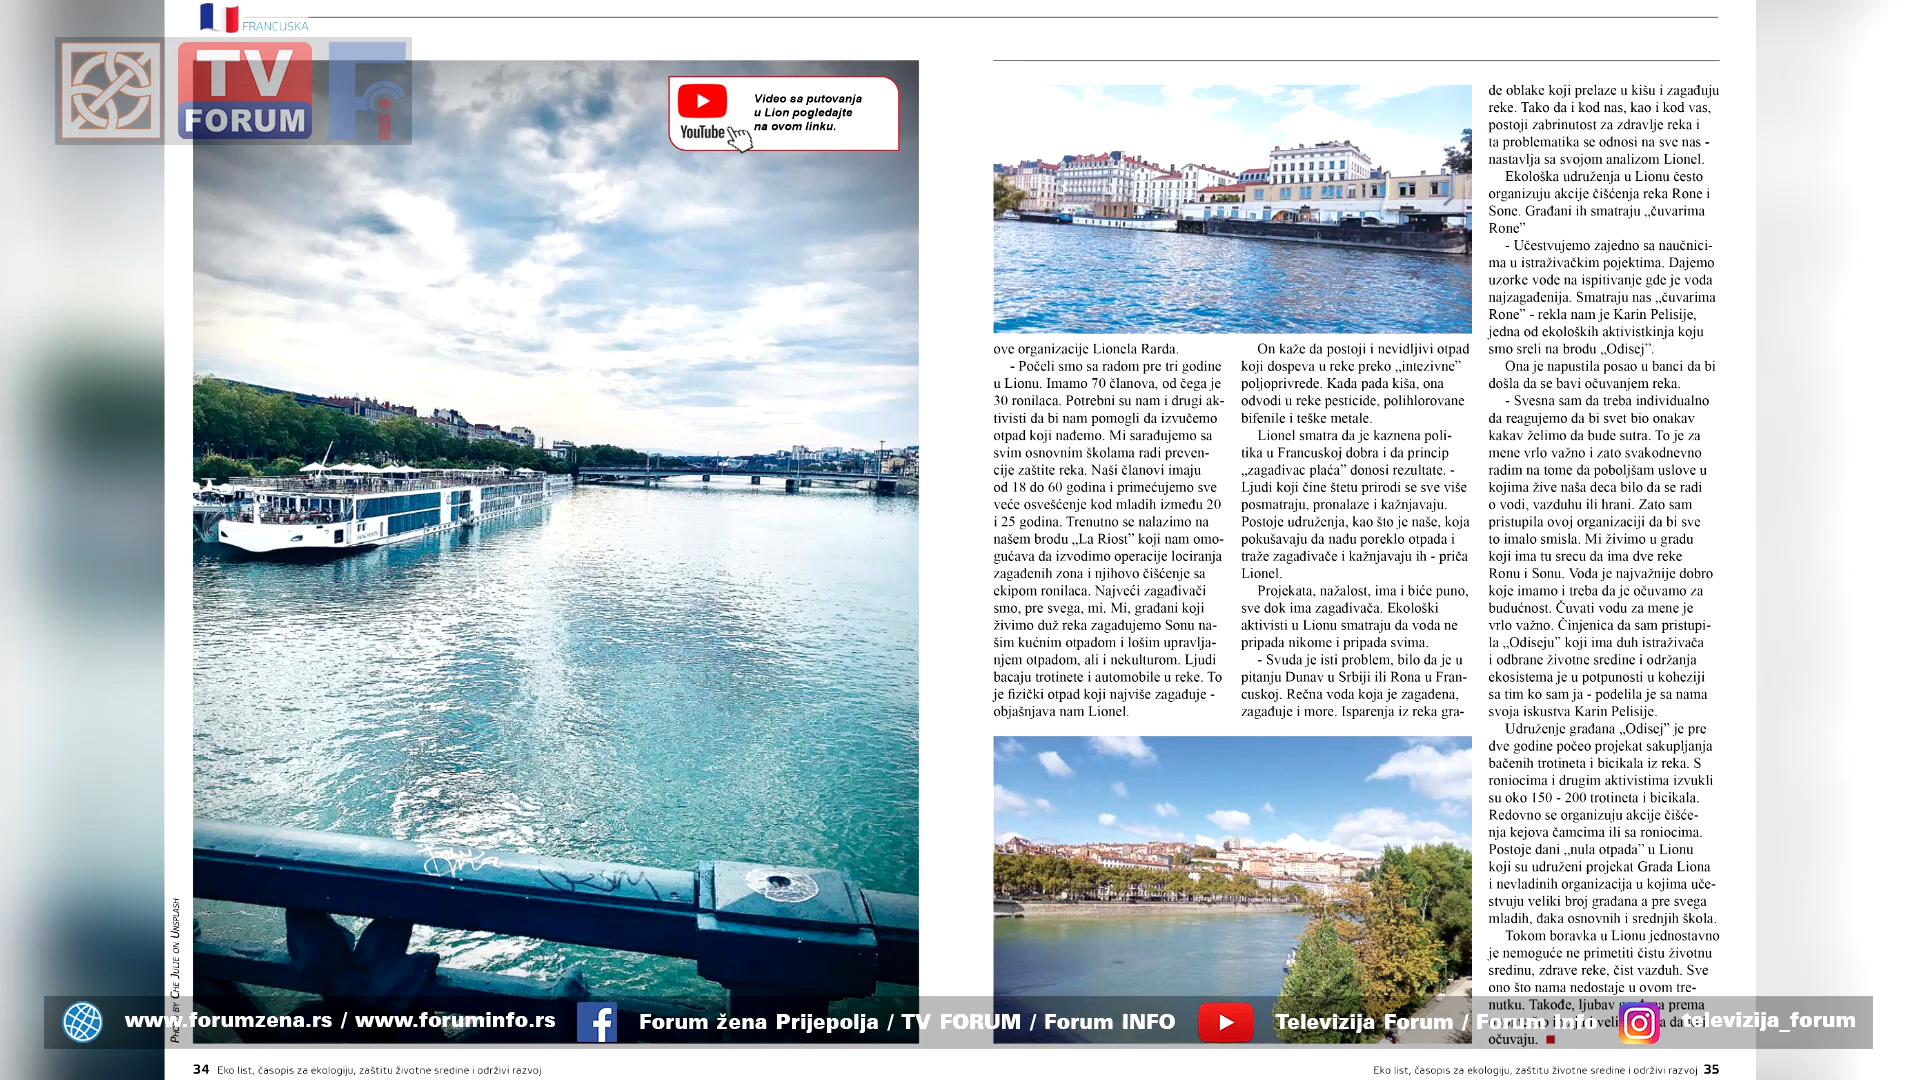 FRANCUSKA
TV
FORUM
Fi
Video sa putovanja
u Lion pogledajte
na ovom linku.
YouTube
ove organizacije Lionela Rarda.
- Počeli smo sa radom pre tri godine
u Lionu. Imamo 70 članova, od čega je
30 ronilaca. Potrebni su nam i drugi ak-
tivisti da bi nam pomogli da izvučemo
otpad koji nađemo. Mi sarađujemo sa
svim osnovnim školama radi preven-
cije zaštite reka. Naši članovi imaju
od 18 do 60 godina i primećujemo sve
veće osvešćenje kod mladih između 20
i 25 godina. Trenutno se nalazimo na
našem brodu „La Riost” koji nam omo-
gućava da izvodimo operacije lociranja
zagađenih zona i njihovo čišćenje sa
ekipom ronilaca. Najveći zagađivači
smo, pre svega, mi. Mi, građani koji
živimo duž reka zagađujemo Sonu na-
šim kućnim otpadom i lošim upravlja-
njem otpadom, ali i nekulturom. Ljudi
bacaju trotinete i automobile u reke. To
je fizički otpad koji najviše zagađuje -
objašnjava nam Lionel.
On kaže da postoji i nevidljivi otpad
koji dospeva u reke preko „intezivne”
poljoprivrede. Kada pada kiša, ona
odvodi u reke pesticide, polihlorovane
bifenile i teške metale.
Lionel smatra da je kaznena poli-
tika u Francuskoj dobra i da princip
„zagađivac plaća” donosi rezultate. -
Ljudi koji čine štetu prirodi se sve više
posmatraju, pronalaze i kažnjavaju.
Postoje udruženja, kao što je naše, koja
pokušavaju da nađu poreklo otpada i
traže zagađivače i kažnjavaju ih - priča
Lionel.
Projekata, nažalost, ima i biće puno,
sve dok ima zagađivača. Ekološki
aktivisti u Lionu smatraju da voda ne
pripada nikome i pripada svima.
- Svuda je isti problem, bilo da je u
pitanju Dunav u Srbiji ili Rona u Fran-
cuskoj. Rečna voda koja je zagađena,
zagađuje i more. Isparenja iz reka gra-
de oblake koji prelaze u kišu i zagađuju
reke. Tako da i kod nas, kao i kod vas,
postoji zabrinutost za zdravlje reka i
ta problematika se odnosi na sve nas -
nastavlja sa svojom analizom Lionel.
Ekološka udruženja u Lionu često
organizuju akcije čišćenja reka Rone i
Sone. Građani ih smatraju „čuvarima
Rone”
- Učestvujemo zajedno sa naučnici-
ma u istraživačkim pojektima. Dajemo
uzorke vode na ispitivanje gde je voda
najzagađenija. Smatraju nas „čuvarima
Rone” - rekla nam je Karin Pelisije,
jedna od ekoloških aktivistkinja koju
smo sreli na brodu „Odisej”.
Ona je napustila posao u banci da bi
došla da se bavi očuvanjem reka.
- Svesna sam da treba individualno
da reagujemo da bi svet bio onakav
kakav želimo da bude sutra. To je za
mene vrlo važno i zato svakodnevno
radim na tome da poboljšam uslove u
kojima žive naša deca bilo da se radi
o vodi, vazduhu ili hrani. Zato sam
pristupila ovoj organizaciji da bi sve
to imalo smisla. Mi živimo u gradu
koji ima tu srecu da ima dve reke
Ronu i Sonu. Voda je najvažnije dobro
koje imamo i treba da je očuvamo za
budućnost. Čuvati vodu za mene je
vrlo važno. Činjenica da sam pristupi-
la „Odiseju” koji ima duh istraživača
i odbrane životne sredine i održanja
ekosistema je u potpunosti u koheziji
sa tim ko sam ja - podelila je sa nama
svoja iskustva Karin Pelisije.
Udruženje građana „Odisej” je pre
dve godine počeo projekat sakupljanja
bačenih trotineta i bicikala iz reka. S
roniocima i drugim aktivistima izvukli
su oko 150 - 200 trotineta i bicikala.
Redovno se organizuju akcije čišće-
nja kejova čamcima ili sa roniocima.
Postoje dani „nula otpada” u Lionu
koji su udruženi projekat Grada Liona
i nevladinih organizacija u kojima uče-
stvuju veliki broj građana a pre svega
mladih, đaka osnovnih i srednjih škola.
Tokom boravka u Lionu jednostavno
je nemoguće ne primetiti čistu životnu
sredinu, zdrave reke, čist vazduh. Sve
ono što nama nedostaje u ovom tre-
nutku. Takođe, ljubav građana prema
očuvaju.
PHOTO BY CHE JULIE ON UNSPLASH
www.forumzena.rs / www.foruminfo.rs
Forum žena Prijepolja / TV FORUM / Forum INFO
Televizija Forum / Forum Info
televizija_forum
34 Eko list, časopis za ekologiju, zaštitu životne sredine i održivi razvoj
Eko list, časopis za ekologiju, zaštitu životne sredine i održivi razvoj 35